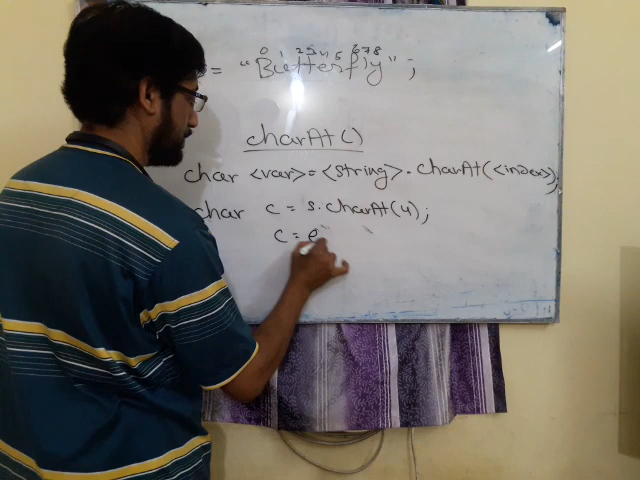 0 1 2 3 4 5 6 7 8
= "Butterfly" ;
charAt()
char <var> = <string> . charAt(<index>);
char c = s.charAt(4);
c = e